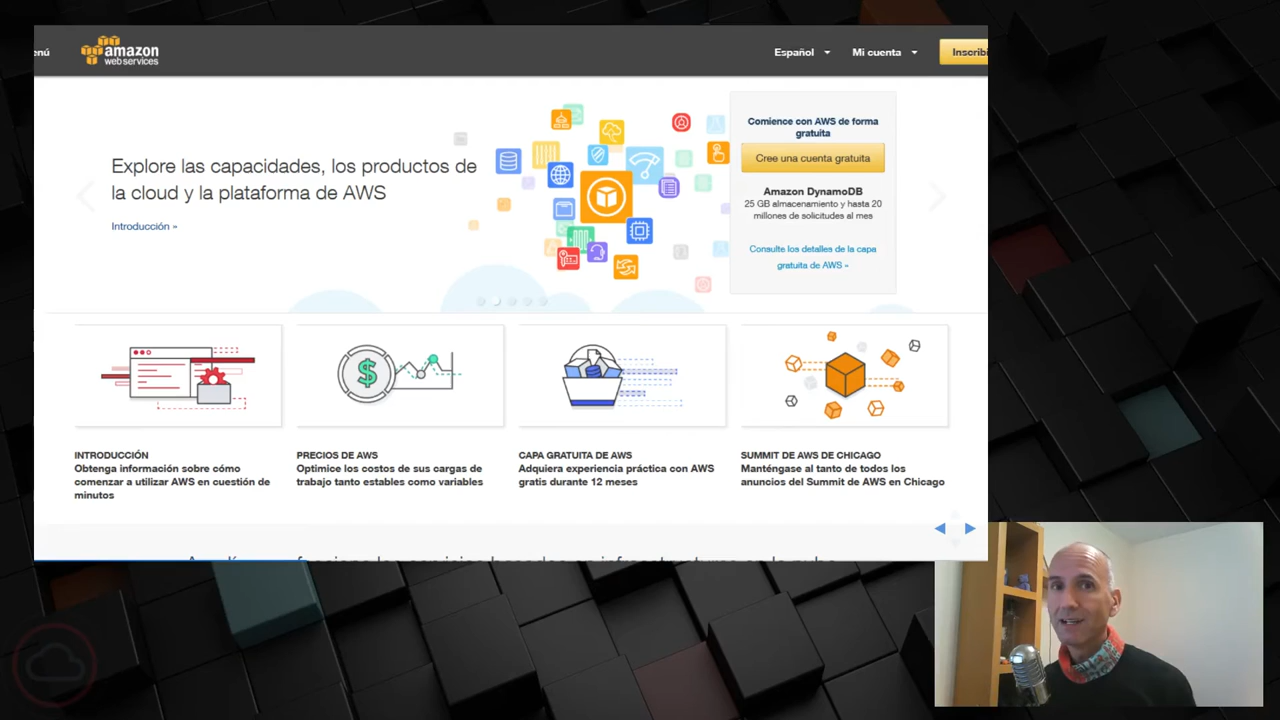 enú
amazon
webservices
Español
Mi cuenta
Inscribi
Explore las capacidades, los productos de
la cloud y la plataforma de AWS
Introducción »
Comience con AWS de forma
gratuita
Cree una cuenta gratuita
Amazon DynamoDB
25 GB almacenamiento y hasta 20
millones de solicitudes al mes
Consulte los detalles de la capa
gratuita de AWS »
INTRODUCCIÓN
Obtenga información sobre cómo
comenzar a utilizar AWS en cuestión de
minutos
PRECIOS DE AWS
Optimice los costos de sus cargas de
trabajo tanto estables como variables
CAPA GRATUITA DE AWS
Adquiera experiencia práctica con AWS
gratis durante 12 meses
SUMMIT DE AWS DE CHICAGO
Manténgase al tanto de todos los
anuncios del Summit de AWS en Chicago